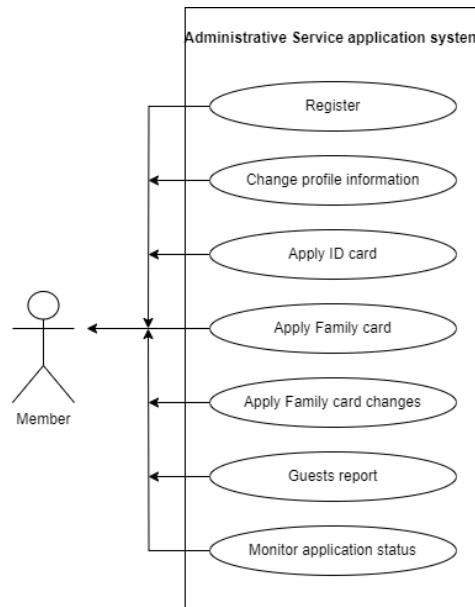 Administrative Service application system
Register
Change profile information
Apply ID card
Apply Family card
Member
Apply Family card changes
Guests report
Monitor application status